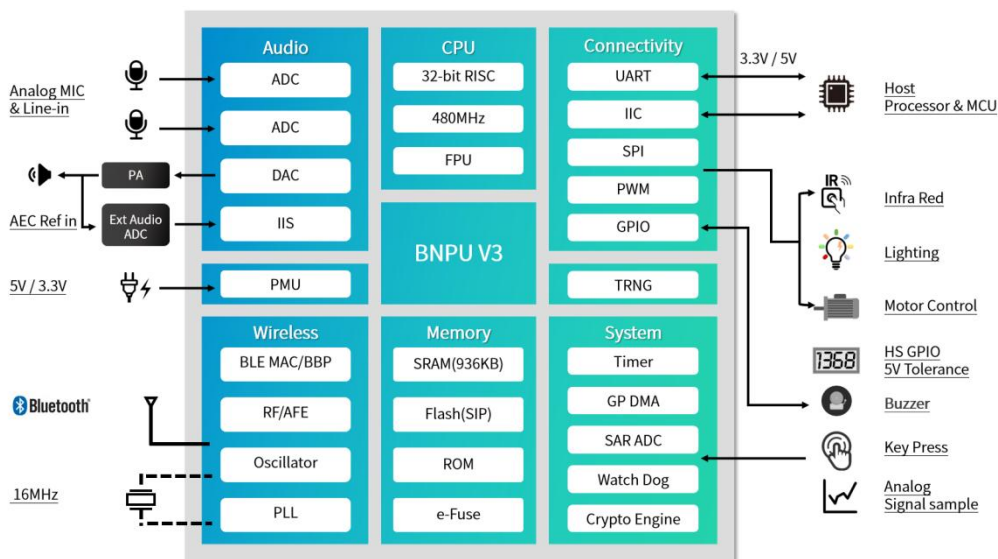 Audio
ADC
ADC
DAC
IIS
PMU
CPU
32-bit RISC
480MHz
FPU
BNPU V3
Connectivity
UART
IIC
SPI
PWM
GPIO
TRNG
Wireless
BLE MAC/BBP
RF/AFE
Oscillator
PLL
Memory
SRAM(936KB)
Flash(SIP)
ROM
e-Fuse
System
Timer
GP DMA
SAR ADC
Watch Dog
Crypto Engine
Analog MIC
& Line-in
PA
AEC Ref in
Ext Audio
ADC
5V / 3.3V
Bluetooth
16MHz
3.3V / 5V
Host
Processor & MCU
IR
Infra Red
Lighting
Motor Control
1368
HS GPIO
5V Tolerance
Buzzer
Key Press
Analog
Signal sample